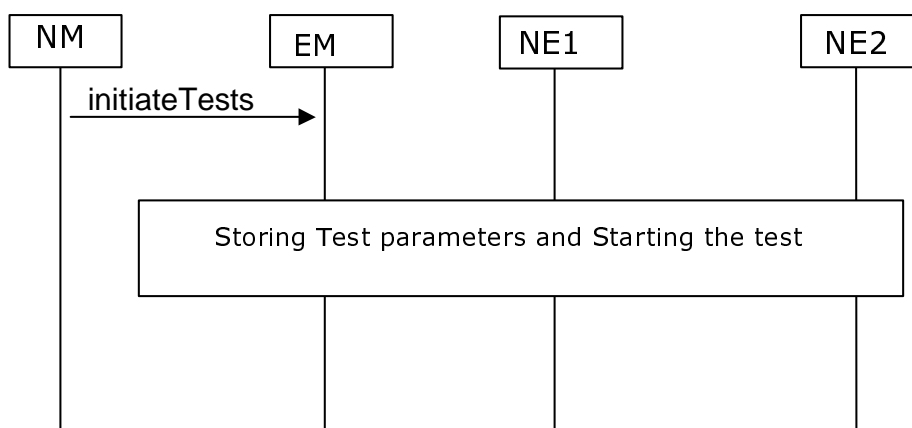 NM
EM
NE1
NE2
initiateTests
Storing Test parameters and Starting the test